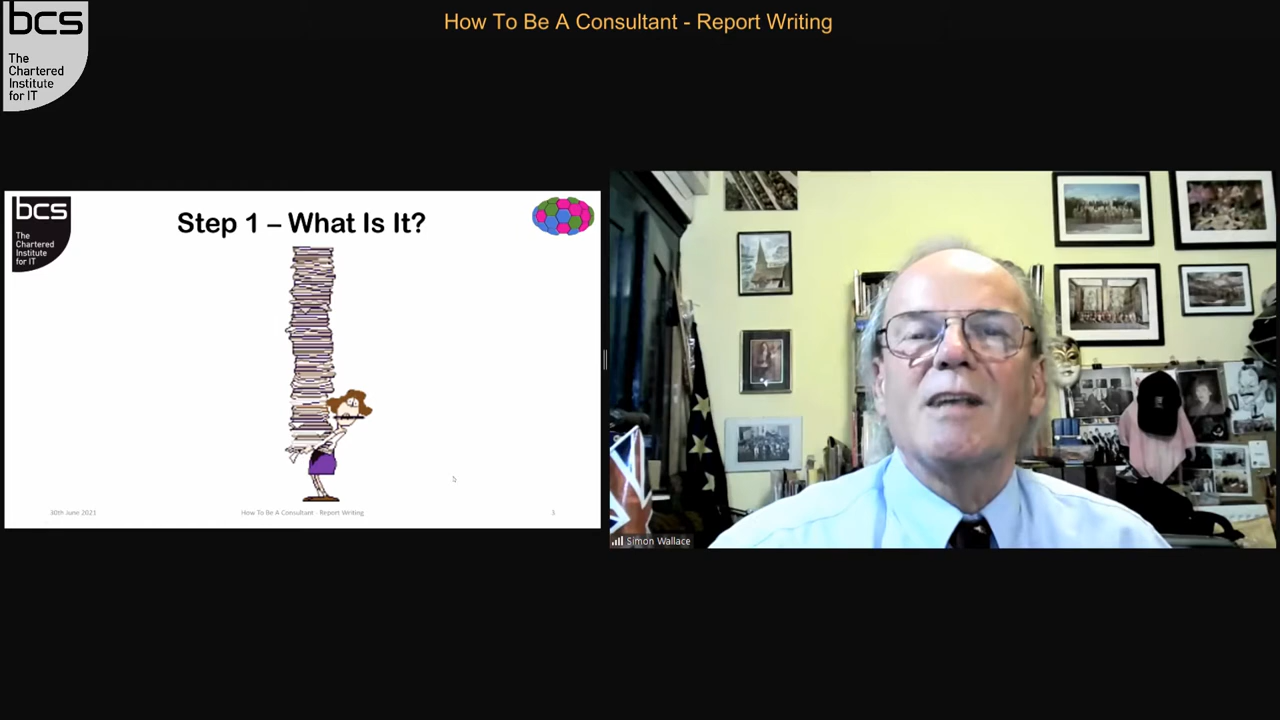 bcs
The
Chartered
Institute
for IT
How To Be A Consultant - Report Writing
bcs
The
Chartered
Institute
for IT
Step 1 – What Is It?
30th June 2021
How To Be A Consultant - Report Writing
3
Simon Wallace